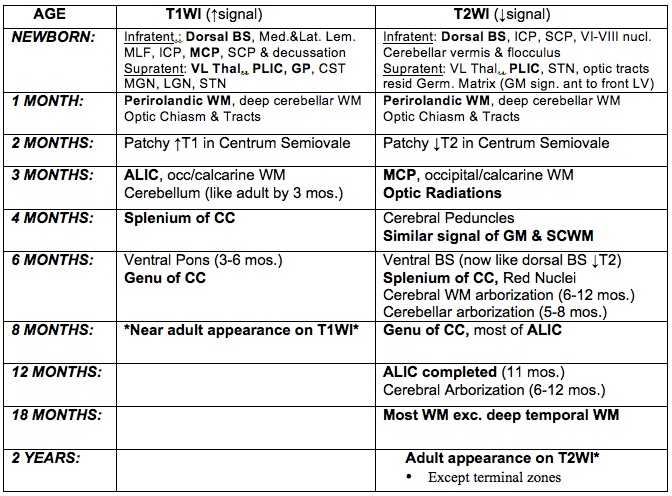 AGE T1WI (↑signal) T2WI (↓signal)
NEWBORN:
Infratent.: Dorsal BS, Med.&Lat. Lem.
MLF, ICP, MCP, SCP & decussation
Supratent: VL Thal., PLIC, GP, CST
MGN, LGN, STN
Infratent: Dorsal BS, ICP, SCP, VI-VIII nucl.
Cerebellar vermis & flocculus
Supratent: VL Thal., PLIC, STN, optic tracts
resid Germ. Matrix (GM sign. ant to front LV)
1 MONTH:
Perirolandic WM, deep cerebellar WM
Optic Chiasm & Tracts
Perirolandic WM, deep cerebellar WM
Optic Chiasm & Tracts
2 MONTHS:
Patchy ↑T1 in Centrum Semiovale
Patchy ↓T2 in Centrum Semiovale
3 MONTHS:
ALIC, occ/calcarine WM
Cerebellum (like adult by 3 mos.)
MCP, occipital/calcarine WM
Optic Radiations
4 MONTHS:
Splenium of CC
Cerebral Peduncles
Similar signal of GM & SCWM
6 MONTHS:
Ventral Pons (3-6 mos.)
Genu of CC
Ventral BS (now like dorsal BS ↓T2)
Splenium of CC, Red Nuclei
Cerebral WM arborization (6-12 mos.)
Cerebellar arborization (5-8 mos.)
8 MONTHS:
*Near adult appearance on T1WI*
Genu of CC, most of ALIC
12 MONTHS:
ALIC completed (11 mos.)
Cerebral Arborization (6-12 mos.)
18 MONTHS:
Most WM exc. deep temporal WM
2 YEARS:
Adult appearance on T2WI*
• Except terminal zones